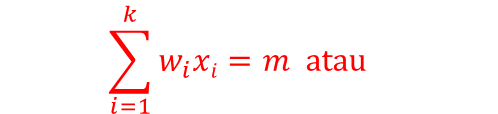 ∑_{i=1}^{k} w_i x_i = m atau